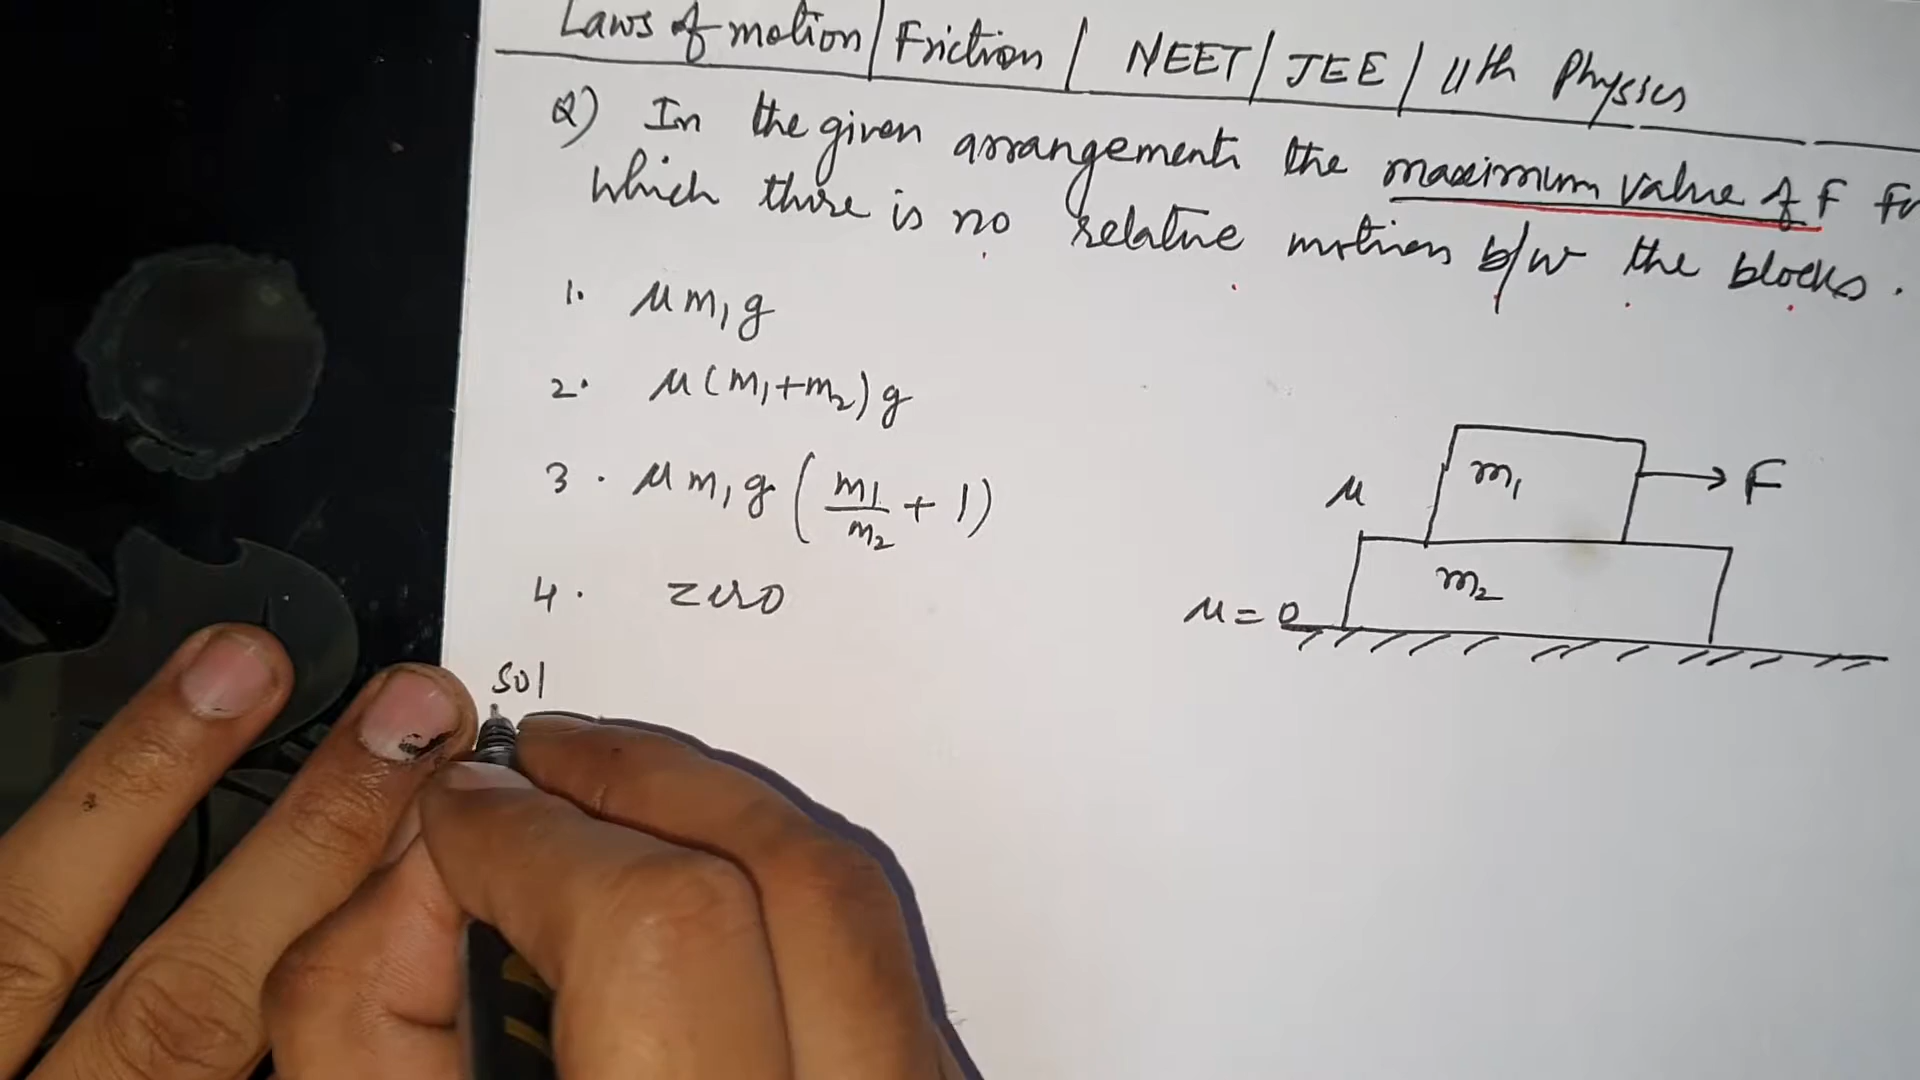 Laws of motion / Friction / NEET / JEE / 11th Physics
Q) In the given arrangement the maximum value of F
which there is no relative motion b/w the blocks.
1. μm₁g
2. μ(m₁+m₂)g
3. μm₁g(m₁/m₂ + 1)
4. zero
m₁
F
μ
m₂
μ=0
Sol